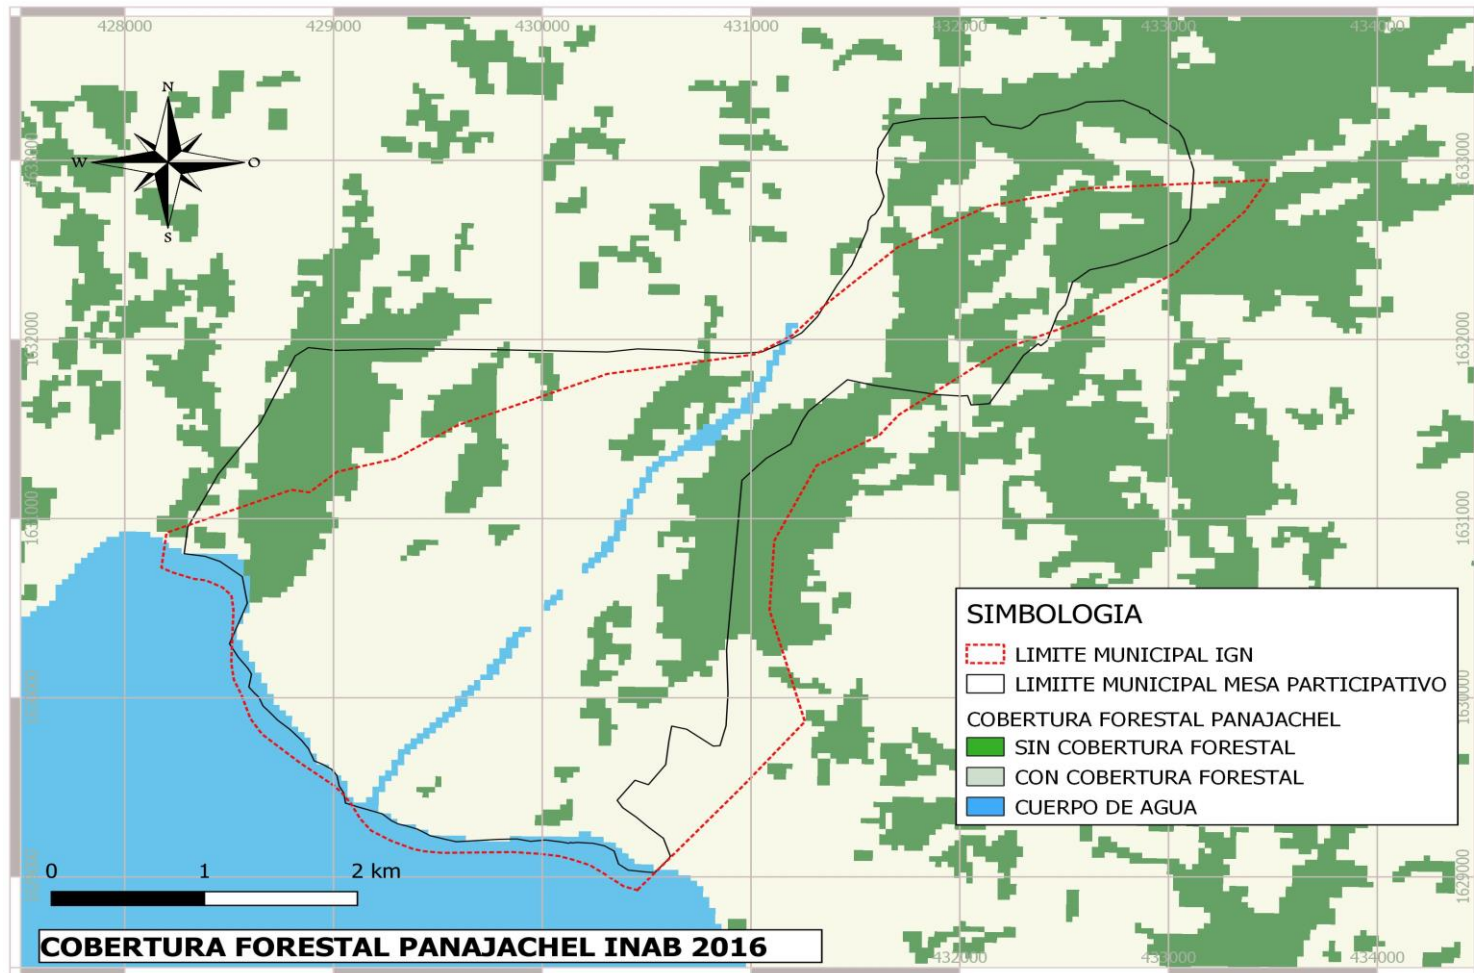 428000
429000
430000
431000
432000
433000
434000
N
W
O
S
1633000
1633000
1632000
1632000
1631000
1631000
1630000
SIMBOLOGIA
LIMITE MUNICIPAL IGN
LIMIITE MUNICIPAL MESA PARTICIPATIVO
COBERTURA FORESTAL PANAJACHEL
SIN COBERTURA FORESTAL
CON COBERTURA FORESTAL
CUERPO DE AGUA
1629000
0 1 2 km
COBERTURA FORESTAL PANAJACHEL INAB 2016
432000
433000
434000